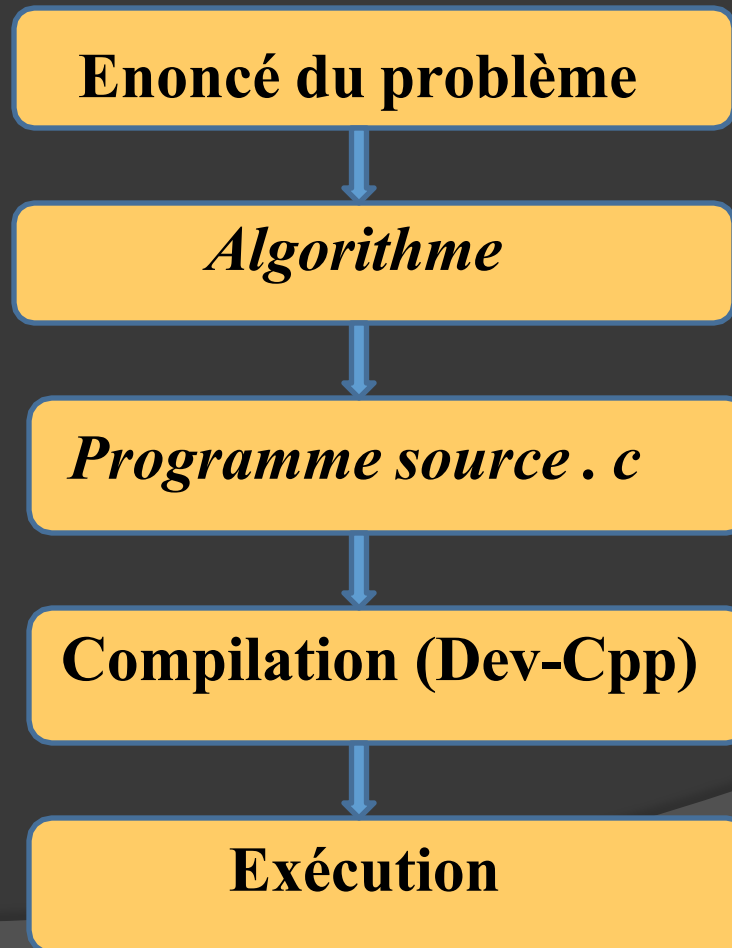 Enoncé du problème
Algorithme
Programme source . c
Compilation (Dev-Cpp)
Exécution